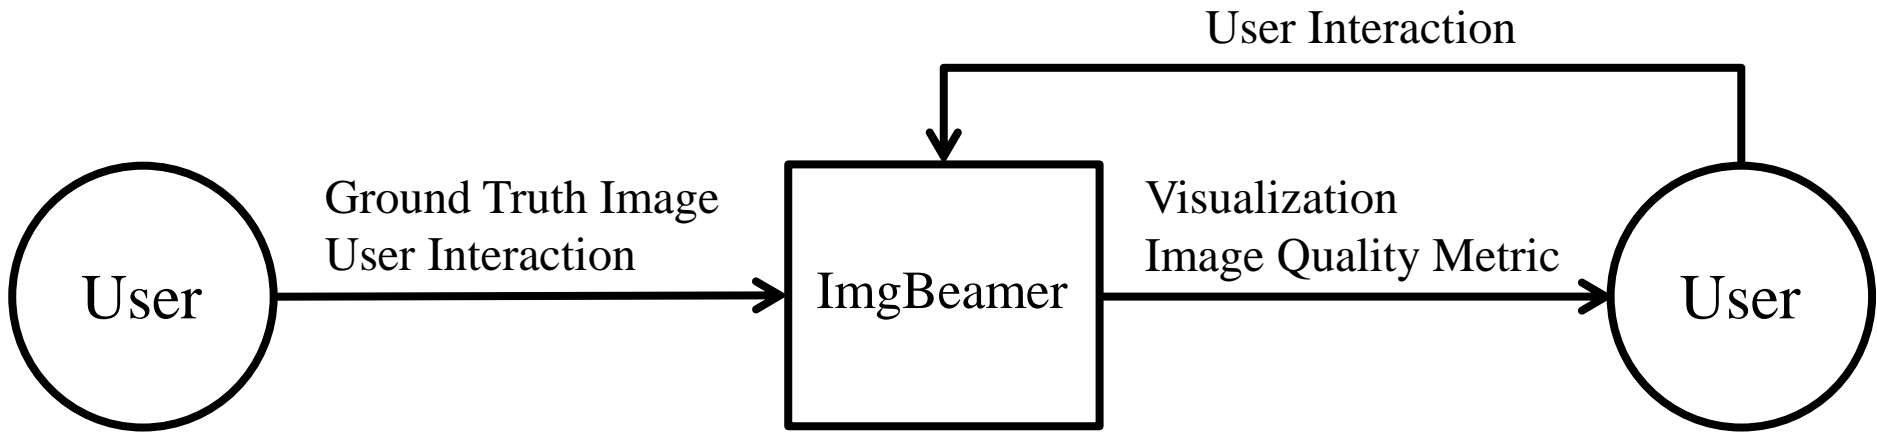 User Interaction
Ground Truth Image
User Interaction
Visualization
Image Quality Metric
User
ImgBeamer
User